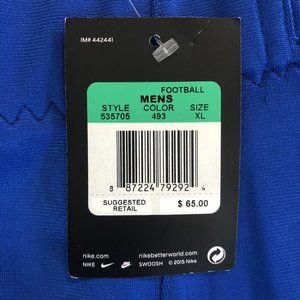 IM# 442441
FOOTBALL
MENS
STYLE COLOR SIZE
535705 493 XL
8 87224 79292 4
SUGGESTED RETAIL
$ 65.00
nike.com nikebetterworld.com
NIKE SWOOSH © 2015 Nike